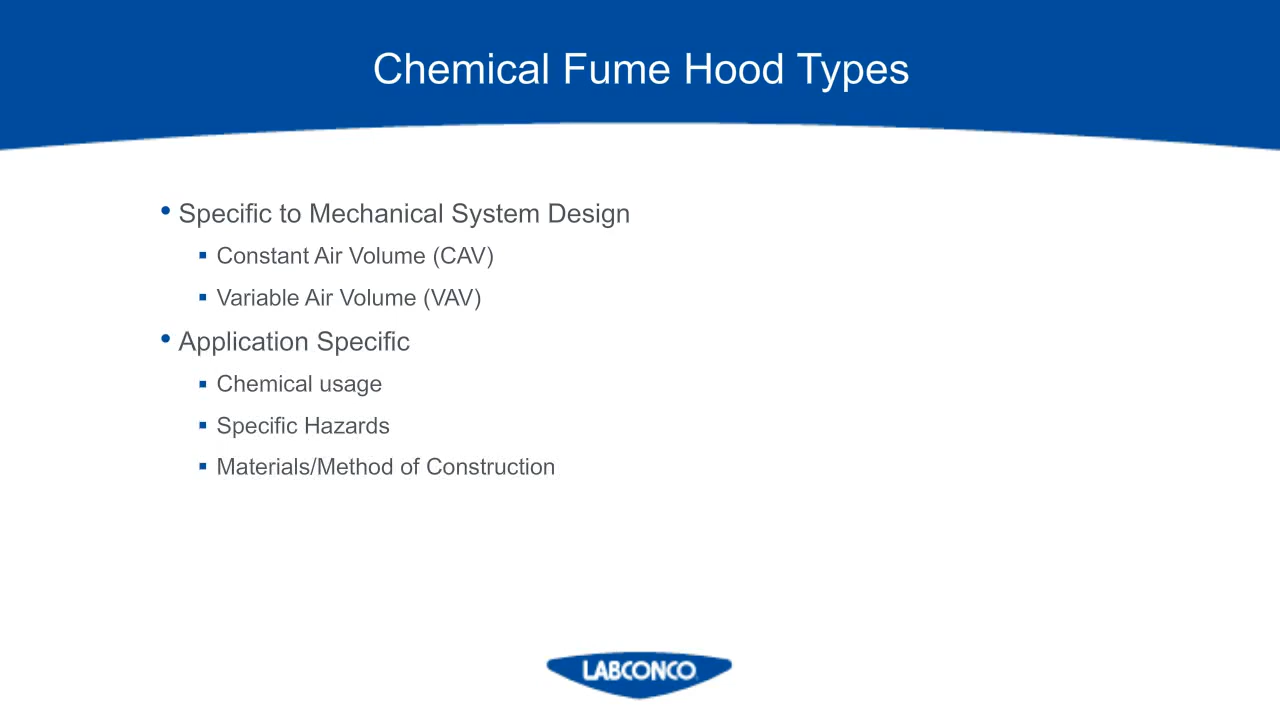 Chemical Fume Hood Types
• Specific to Mechanical System Design
▪ Constant Air Volume (CAV)
▪ Variable Air Volume (VAV)
• Application Specific
▪ Chemical usage
▪ Specific Hazards
▪ Materials/Method of Construction
LABCONCO